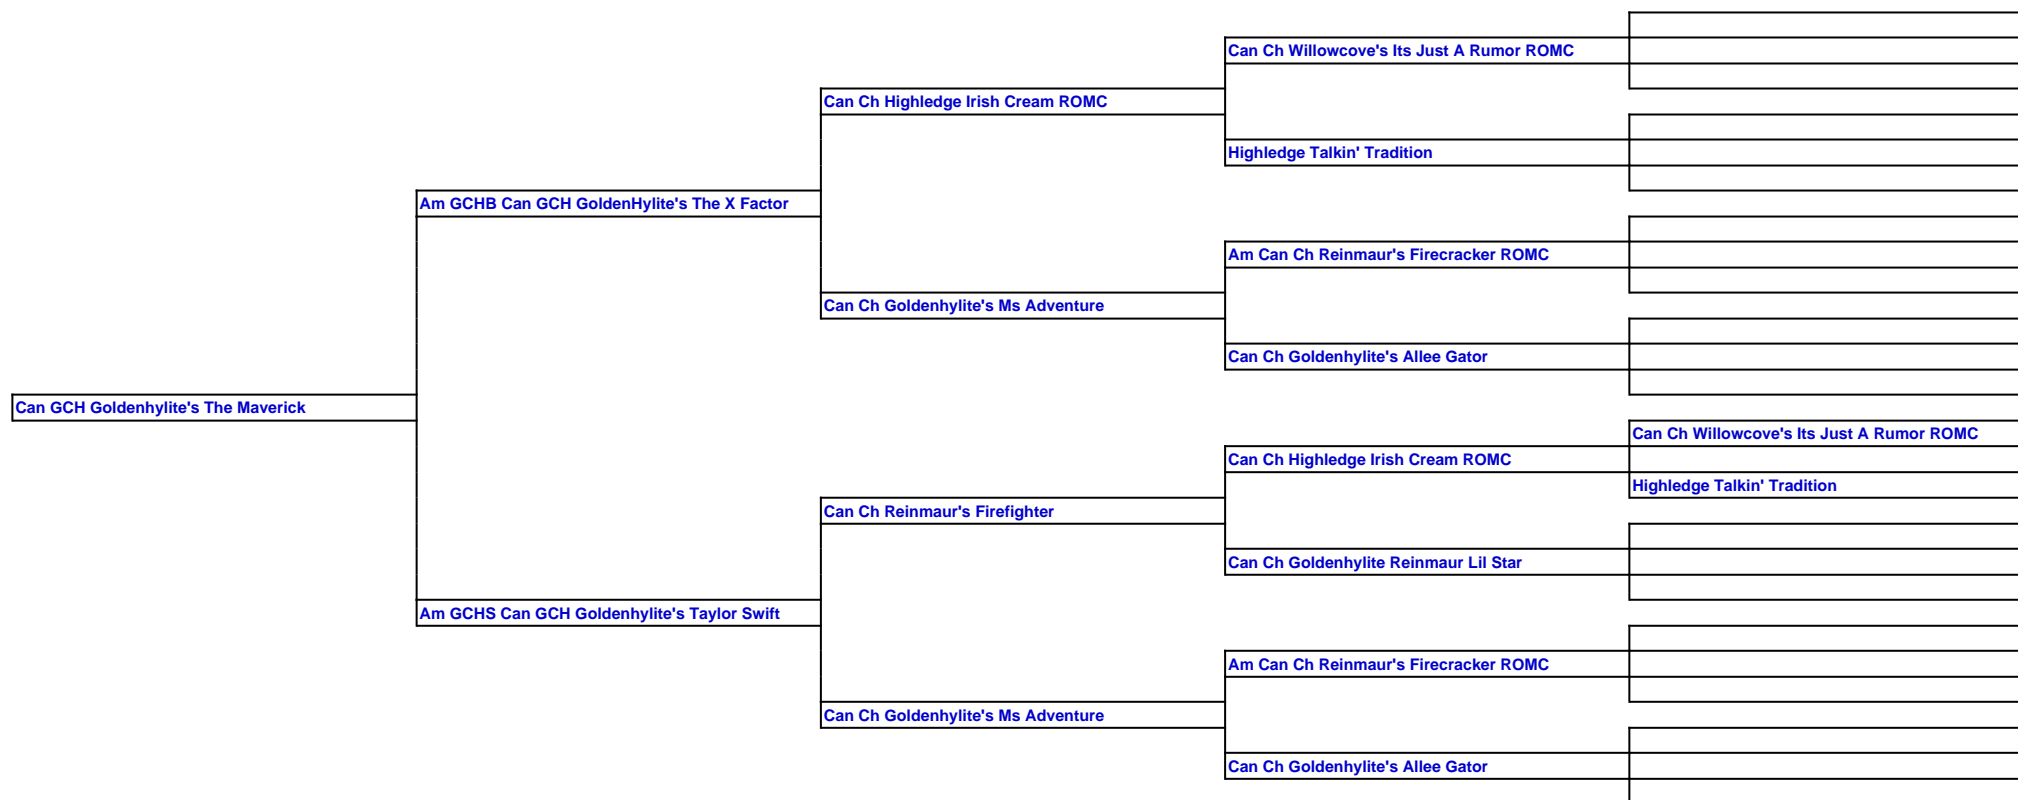 Can Ch Willowcove's Its Just A Rumor ROMC
Can Ch Highledge Irish Cream ROMC
Highledge Talkin' Tradition
Am GCHB Can GCH GoldenHylite's The X Factor
Am Can Ch Reinmaur's Firecracker ROMC
Can Ch Goldenhylite's Ms Adventure
Can Ch Goldenhylite's Allee Gator
Can GCH Goldenhylite's The Maverick
Can Ch Willowcove's Its Just A Rumor ROMC
Can Ch Highledge Irish Cream ROMC
Highledge Talkin' Tradition
Can Ch Reinmaur's Firefighter
Can Ch Goldenhylite Reinmaur Lil Star
Am GCHS Can GCH Goldenhylite's Taylor Swift
Am Can Ch Reinmaur's Firecracker ROMC
Can Ch Goldenhylite's Ms Adventure
Can Ch Goldenhylite's Allee Gator